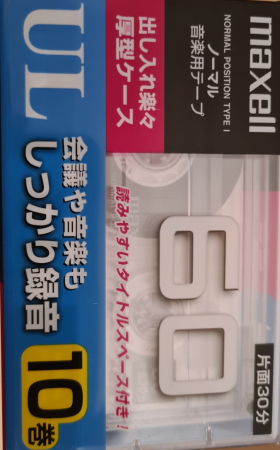 maxell
NORMAL POSITION TYPE I
ノーマル
音楽用テープ
出し入れ楽々
厚型ケース
UL
60
片面30分
読みやすいタイトルスペース付き!
会議や音楽も
しっかり録音
10巻